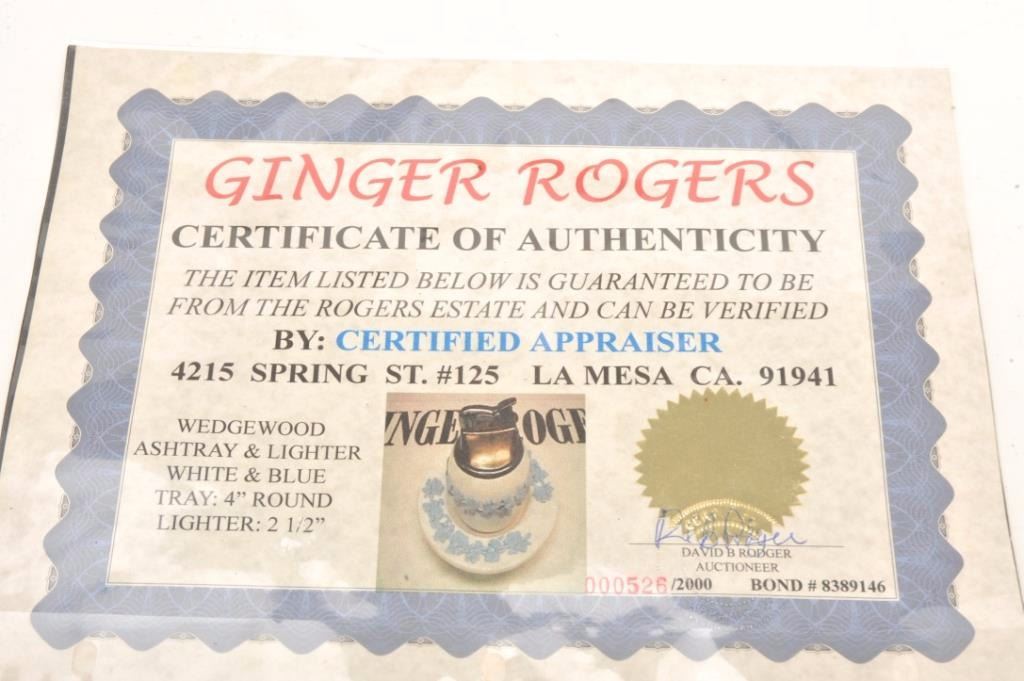 GINGER ROGERS
CERTIFICATE OF AUTHENTICITY
THE ITEM LISTED BELOW IS GUARANTEED TO BE
FROM THE ROGERS ESTATE AND CAN BE VERIFIED
BY: CERTIFIED APPRAISER
4215 SPRING ST. #125 LA MESA CA. 91941
WEDGEWOOD
ASHTRAY & LIGHTER
WHITE & BLUE
TRAY: 4" ROUND
LIGHTER: 2 1/2"
INGE ROGE
DAVID B RODGER
AUCTIONEER
000526/2000 BOND # 8389146